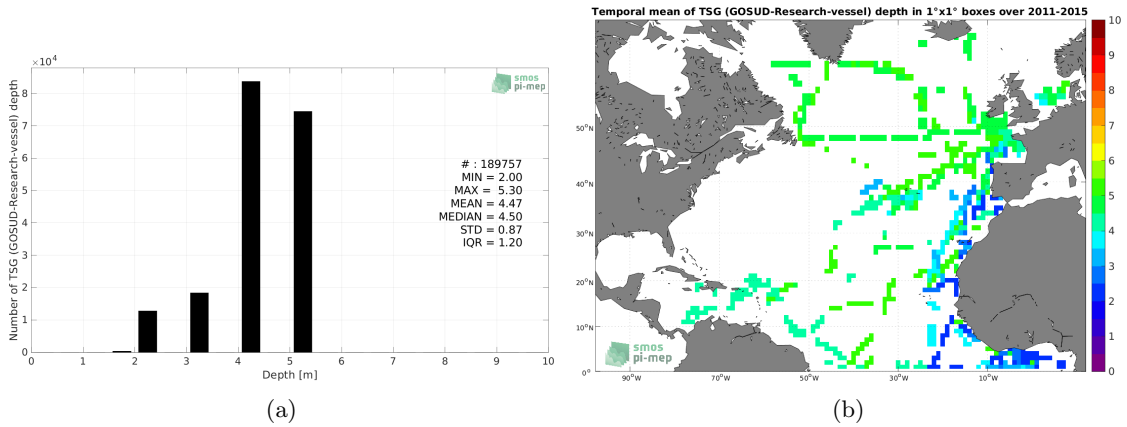 ×10⁴
8
7
6
5
4
3
2
1
0
Number of TSG (GOSUD-Research-vessel) depth
smos
pi-mep
# : 189757
MIN = 2.00
MAX = 5.30
MEAN = 4.47
MEDIAN = 4.50
STD = 0.87
IQR = 1.20
0 1 2 3 4 5 6 7 8 9 10
Depth [m]
(a)
Temporal mean of TSG (GOSUD-Research-vessel) depth in 1°x1° boxes over 2011-2015
50°N
40°N
30°N
20°N
10°N
0°
90°W 70°W 50°W 30°W 10°W
smos
pi-mep
10
9
8
7
6
5
4
3
2
1
0
(b)